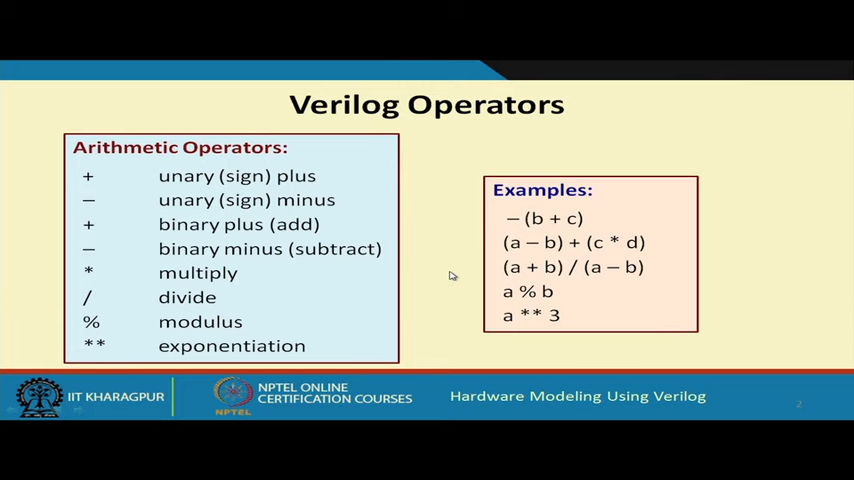 Verilog Operators
Arithmetic Operators:
+ unary (sign) plus
– unary (sign) minus
+ binary plus (add)
– binary minus (subtract)
* multiply
/ divide
% modulus
** exponentiation
Examples:
– (b + c)
(a – b) + (c * d)
(a + b) / (a – b)
a % b
a ** 3
IIT KHARAGPUR
NPTEL
NPTEL ONLINE
CERTIFICATION COURSES
Hardware Modeling Using Verilog
2